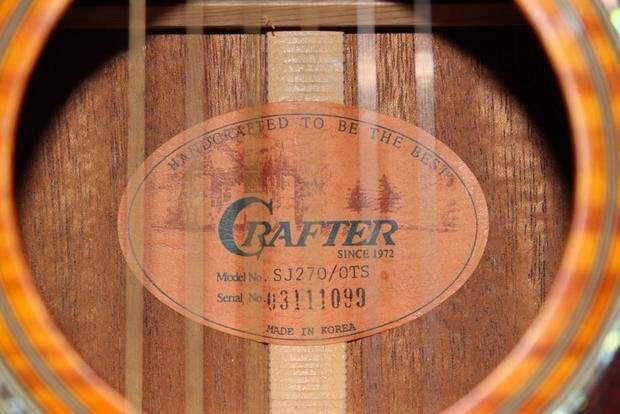 HANDCRAFTED TO BE THE BEST
CRAFTER
SINCE 1972
Model No. SJ270/OTS
Serial No. 03111099
MADE IN KOREA